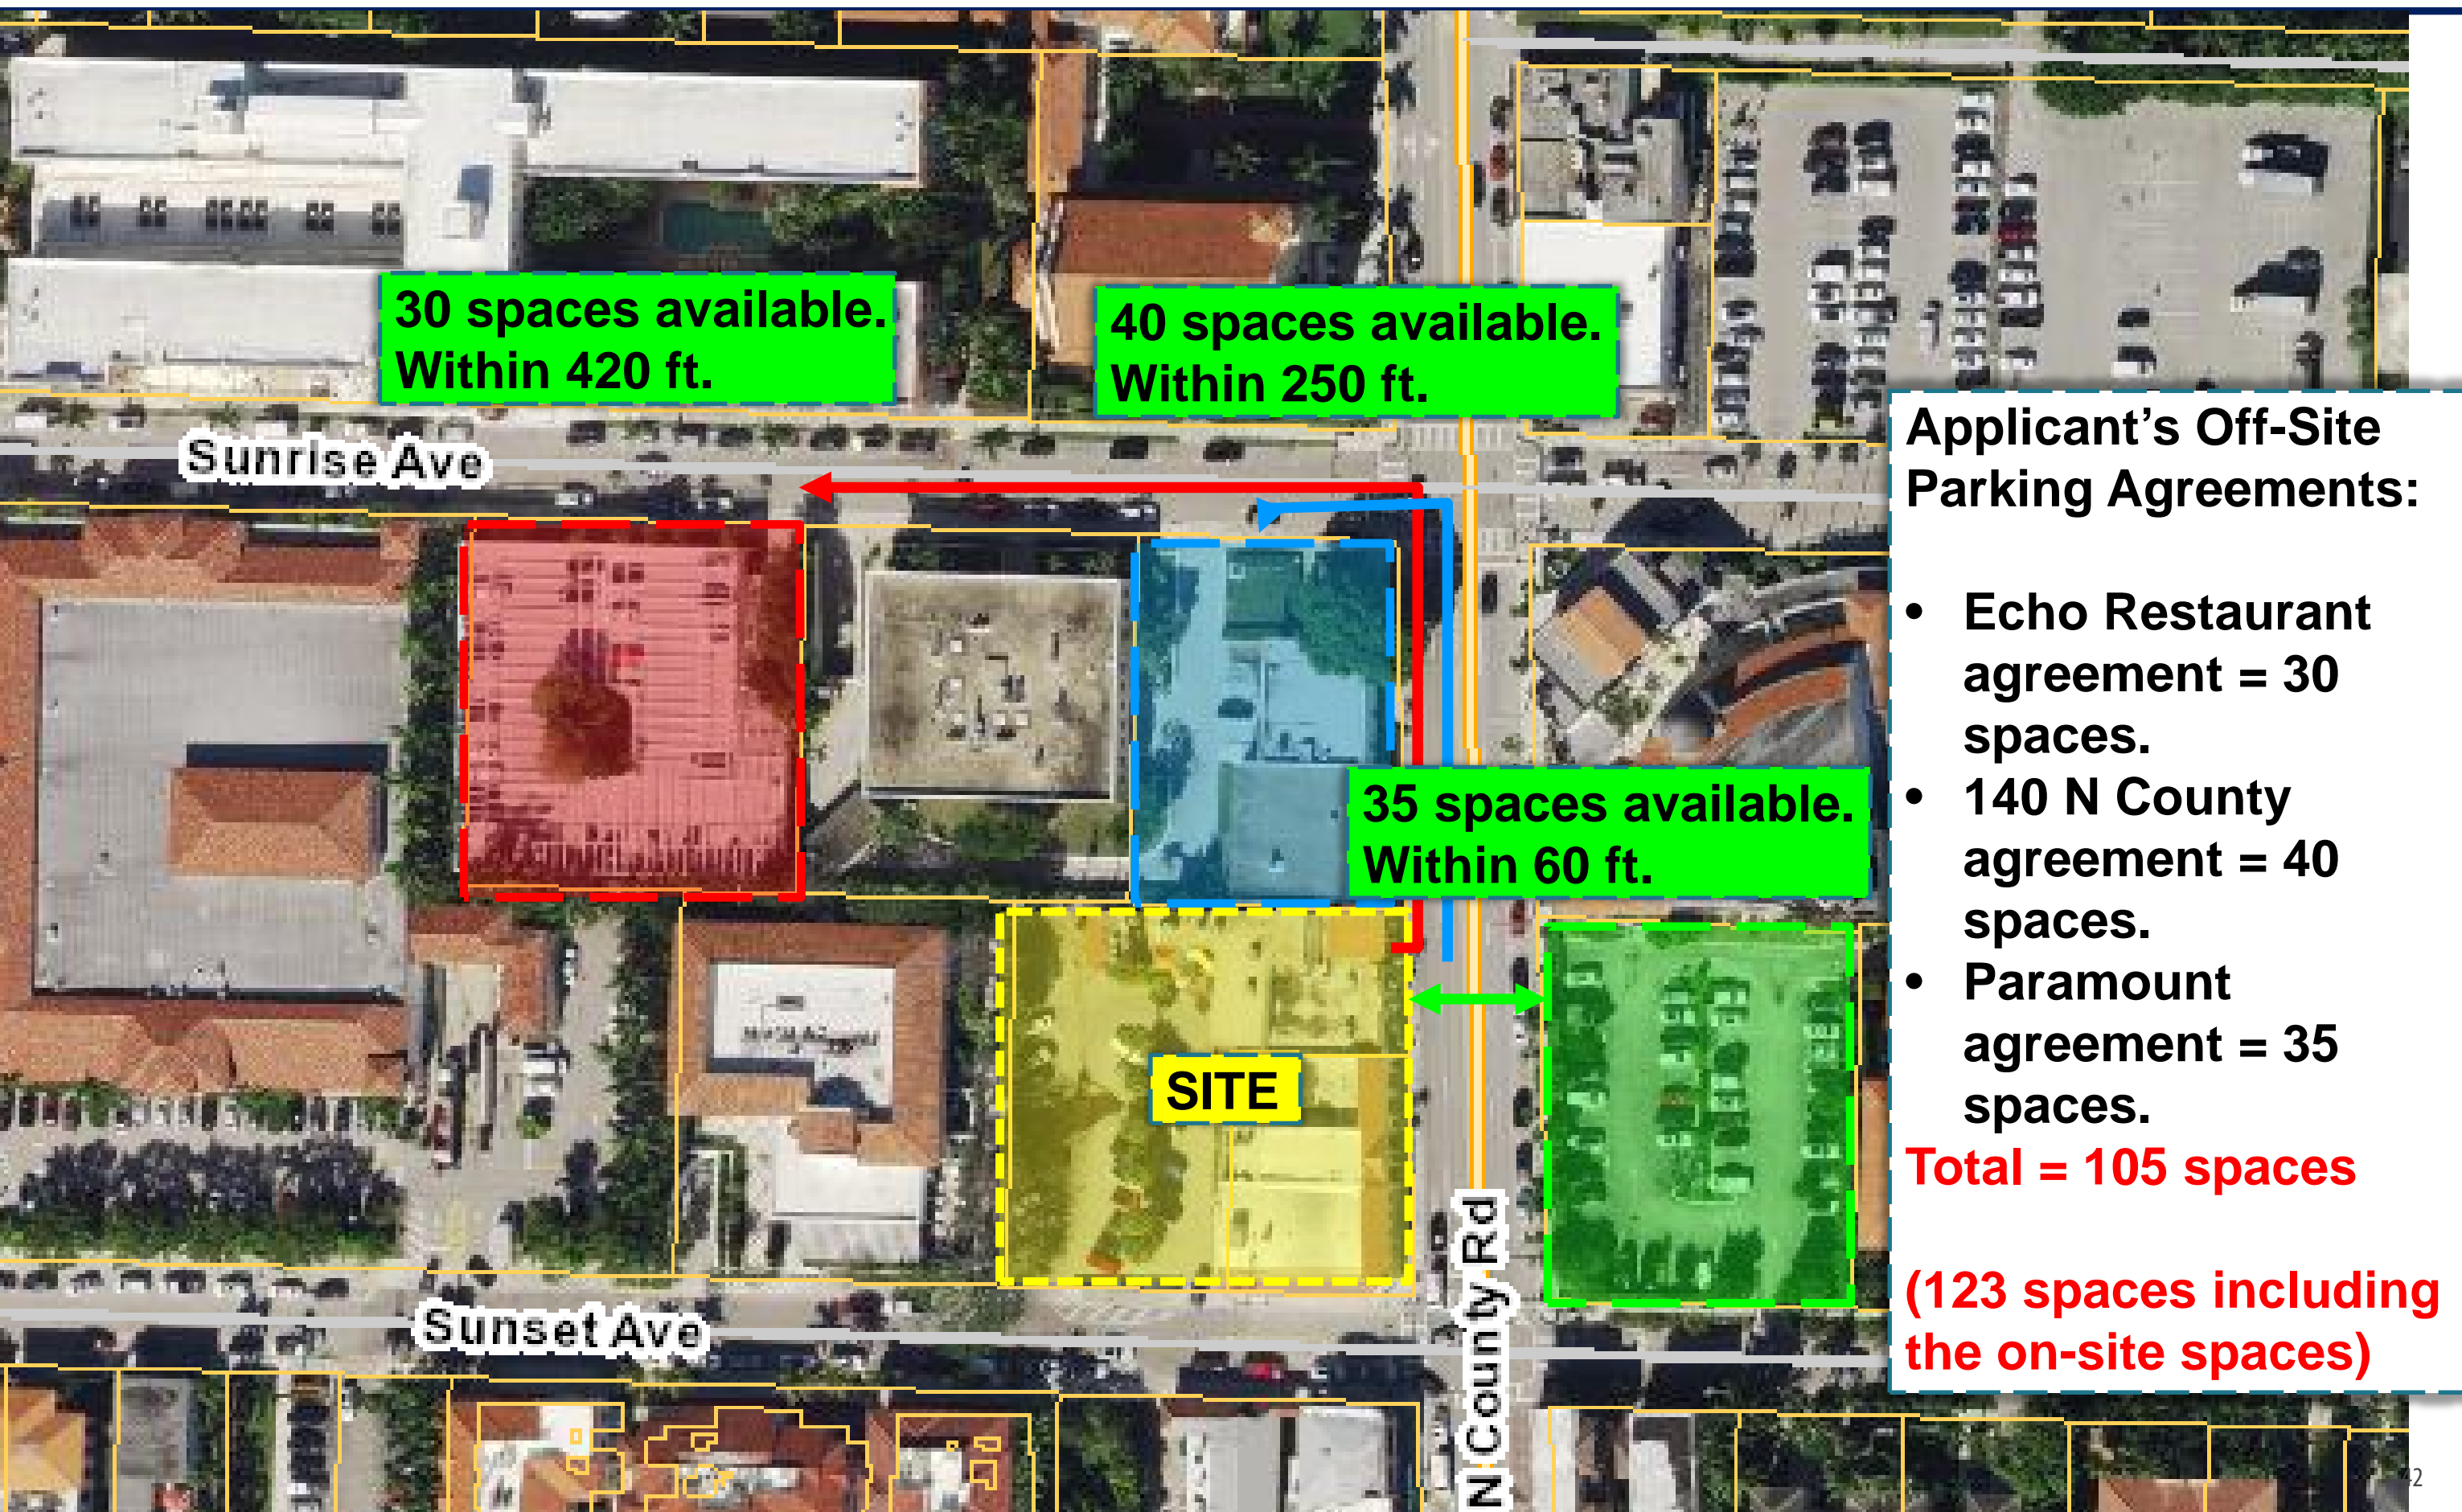 30 spaces available.
Within 420 ft.
40 spaces available.
Within 250 ft.
Sunrise Ave
35 spaces available.
Within 60 ft.
SITE
Sunset Ave
N County Rd
Applicant’s Off-Site
Parking Agreements:
• Echo Restaurant
agreement = 30
spaces.
• 140 N County
agreement = 40
spaces.
• Paramount
agreement = 35
spaces.
Total = 105 spaces
(123 spaces including
the on-site spaces)
42